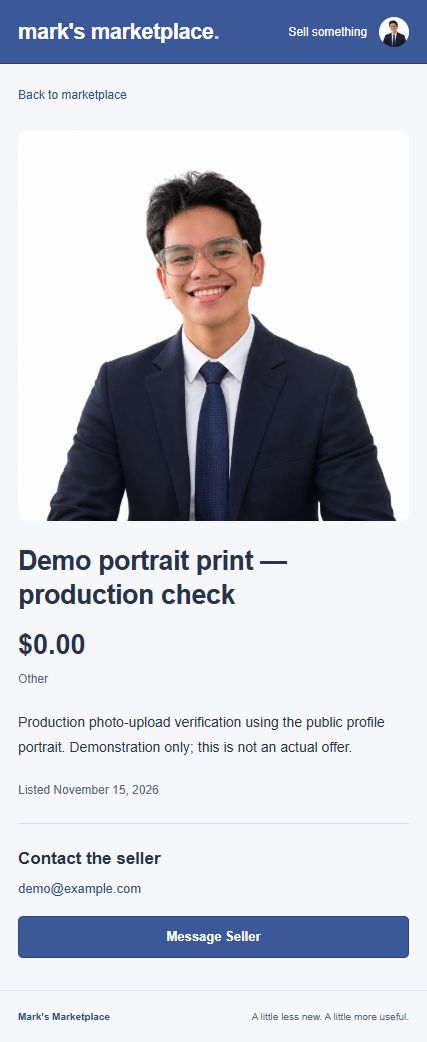 mark's marketplace.
Sell something
Back to marketplace
Demo portrait print —
production check
$0.00
Other
Production photo-upload verification using the public profile
portrait. Demonstration only; this is not an actual offer.
Listed November 15, 2026
Contact the seller
demo@example.com
Message Seller
Mark's Marketplace
A little less new. A little more useful.